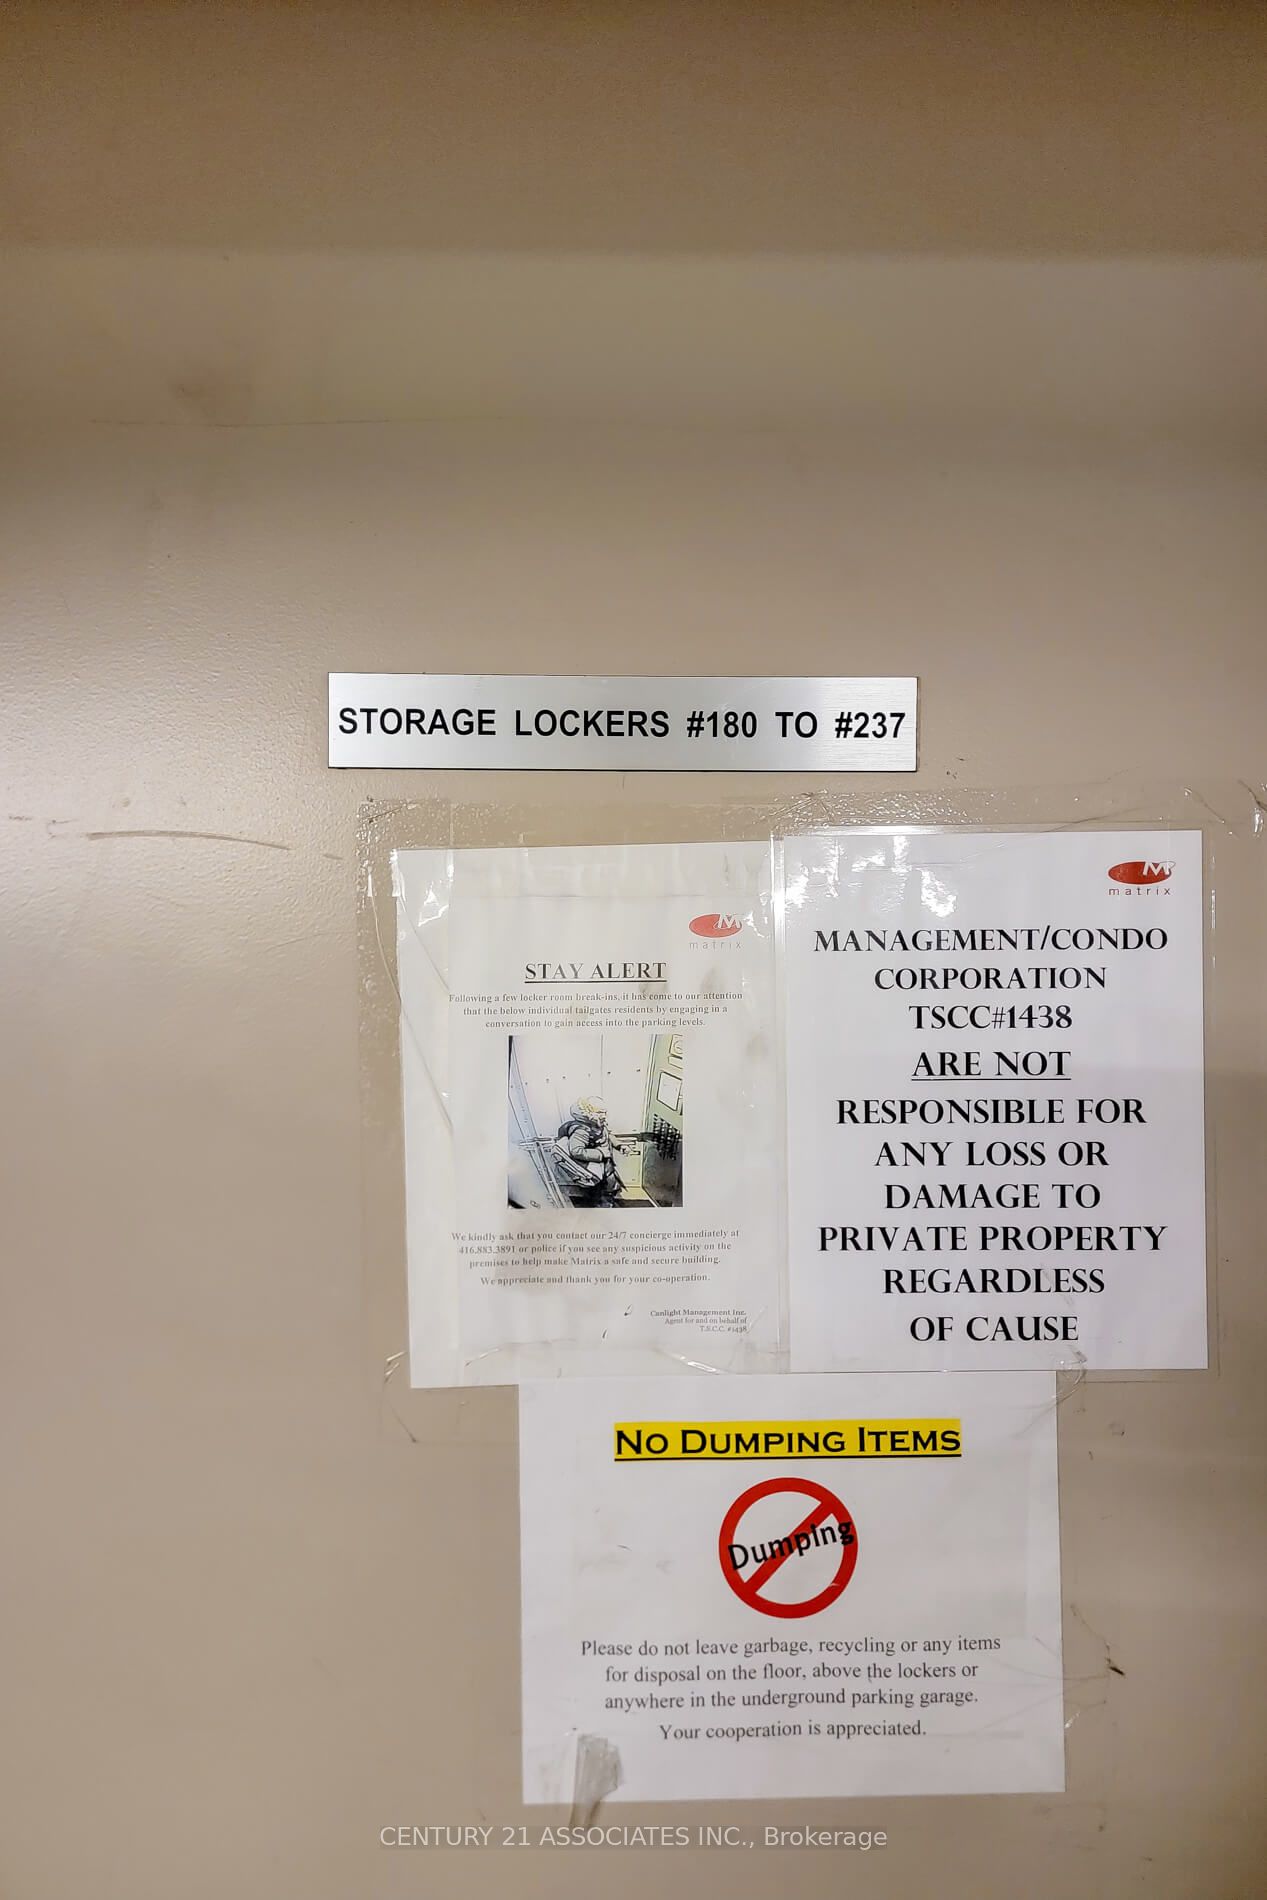 STORAGE LOCKERS #180 TO #237
matrix
STAY ALERT
Following a few locker room break-ins, it has come to our attention
that the below individual tailgates residents by engaging in a
conversation to gain access into the parking levels.
We kindly ask that you contact our 24/7 concierge immediately at
416.883.3891 or police if you see any suspicious activity on the
premises to help make Matrix a safe and secure building.
We appreciate and thank you for your co-operation.
Canlight Management Inc.
Agent for and on behalf of
T.S.C.C. #1438
matrix
MANAGEMENT/CONDO
CORPORATION
TSCC#1438
ARE NOT
RESPONSIBLE FOR
ANY LOSS OR
DAMAGE TO
PRIVATE PROPERTY
REGARDLESS
OF CAUSE
NO DUMPING ITEMS
Dumping
Please do not leave garbage, recycling or any items
for disposal on the floor, above the lockers or
anywhere in the underground parking garage.
Your cooperation is appreciated.
CENTURY 21 ASSOCIATES INC., Brokerage